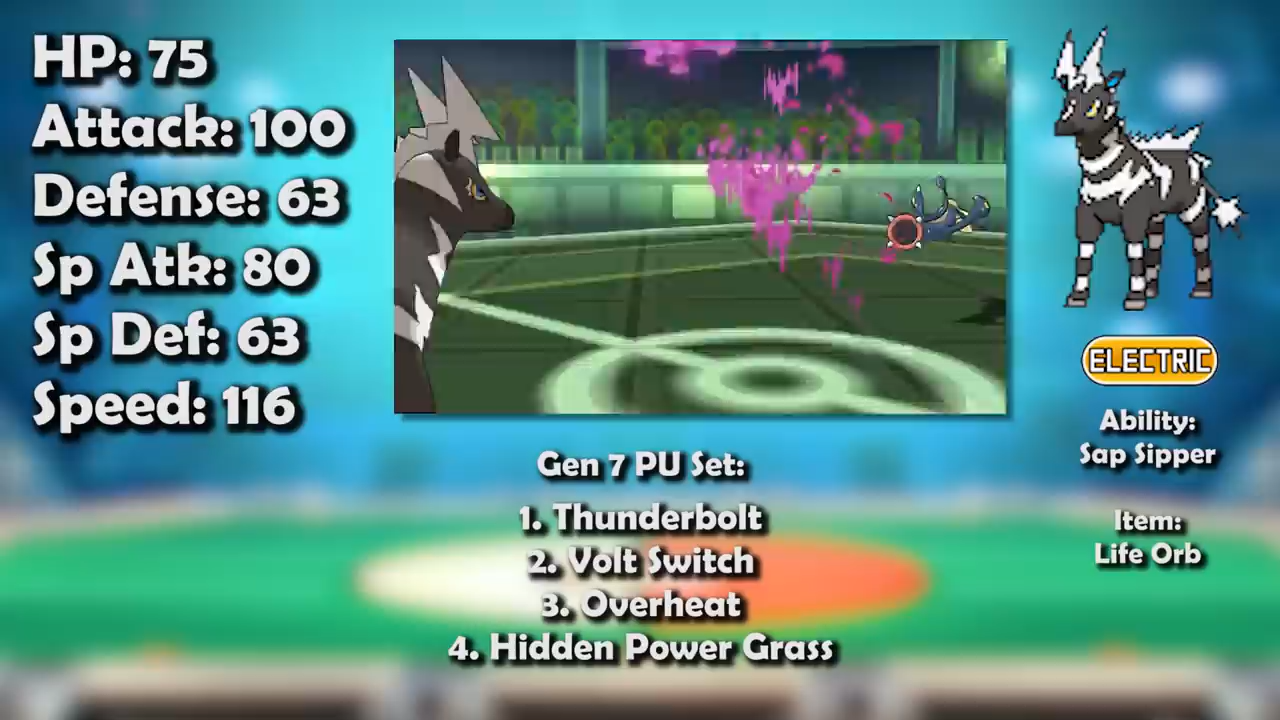 HP: 75
Attack: 100
Defense: 63
Sp Atk: 80
Sp Def: 63
Speed: 116
ELECTRIC
Ability:
Sap Sipper
Item:
Life Orb
Gen 7 PU Set:
1. Thunderbolt
2. Volt Switch
3. Overheat
4. Hidden Power Grass